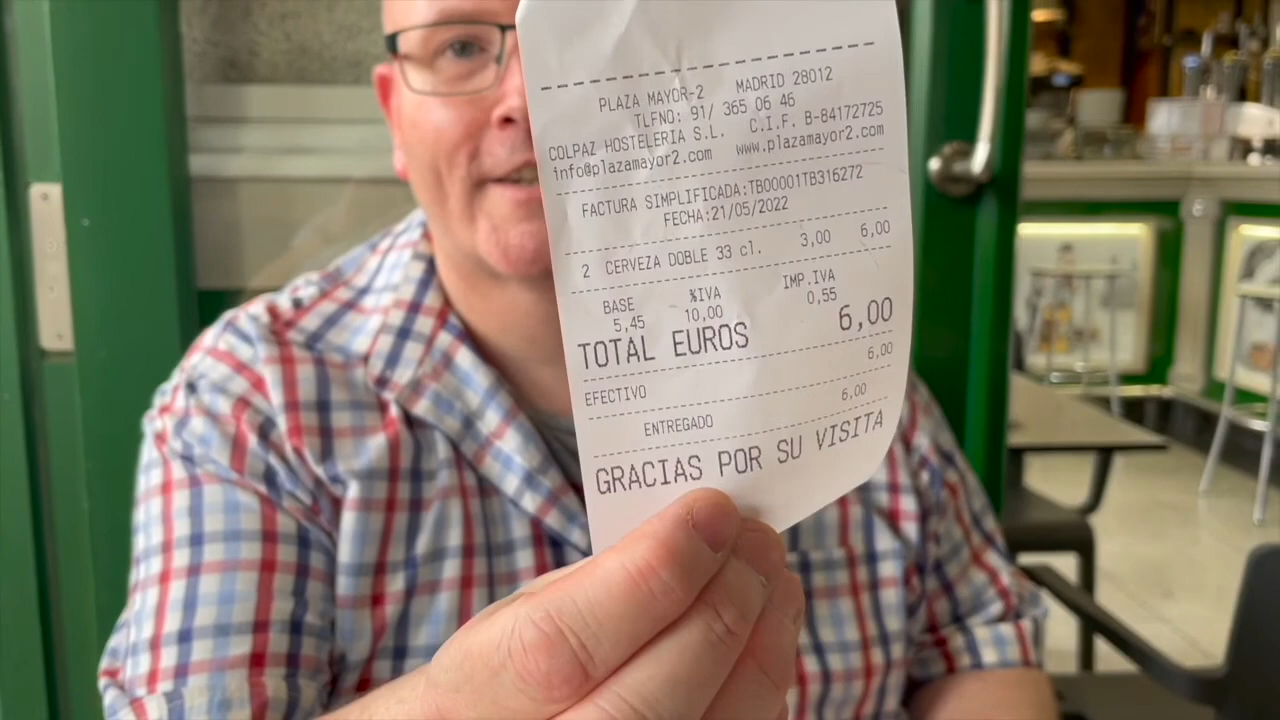 PLAZA MAYOR-2 MADRID 28012
TLFNO: 91/ 365 06 46
COLPAZ HOSTELERIA S.L. C.I.F. B-84172725
info@plazamayor2.com www.plazamayor2.com
FACTURA SIMPLIFICADA:TB00001TB316272
FECHA:21/05/2022
2 CERVEZA DOBLE 33 cl. 3,00 6,00
BASE %IVA IMP.IVA
5,45 10,00 0,55
TOTAL EUROS 6,00
EFECTIVO 6,00
ENTREGADO 6,00
GRACIAS POR SU VISITA